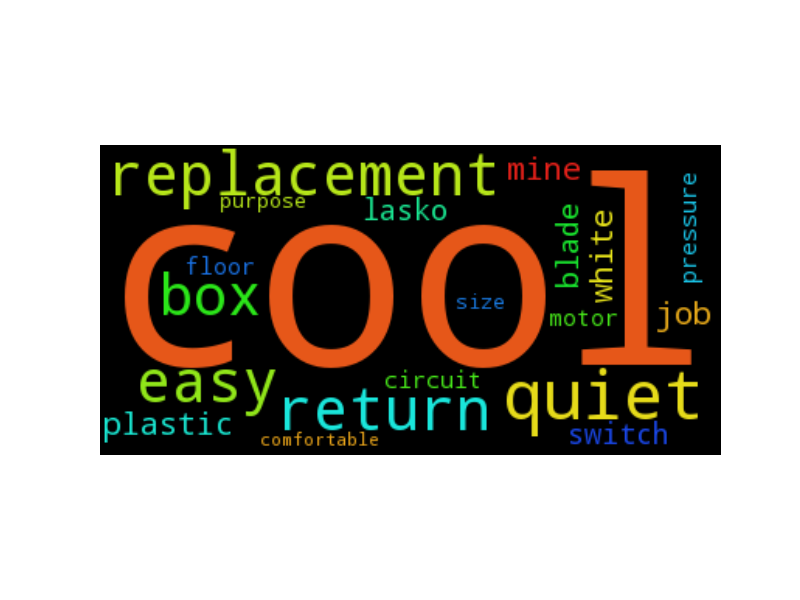 replacement
mine
purpose
lasko
cool
blade
white
pressure
floor
box
size
motor
job
easy
circuit
return
quiet
plastic
switch
comfortable